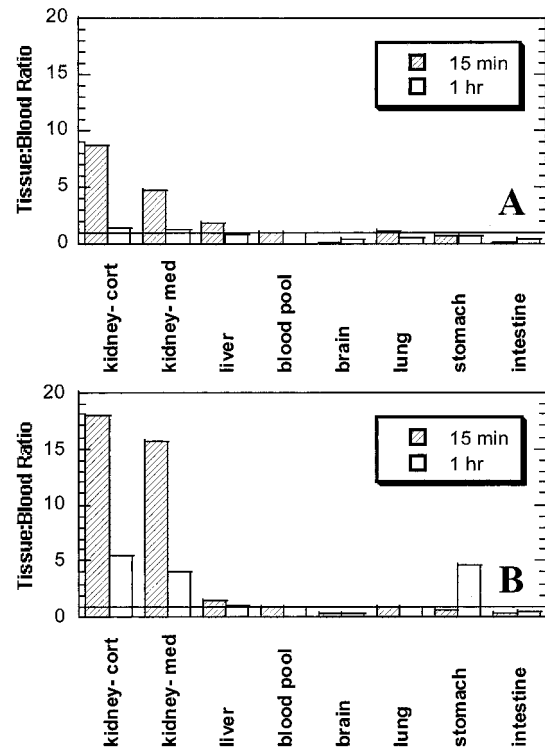 20
15
10
5
0
Tissue:Blood Ratio
15 min
1 hr
A
kidney- cort
kidney- med
liver
blood pool
brain
lung
stomach
intestine
20
15
10
5
0
Tissue:Blood Ratio
15 min
1 hr
B
kidney- cort
kidney- med
liver
blood pool
brain
lung
stomach
intestine